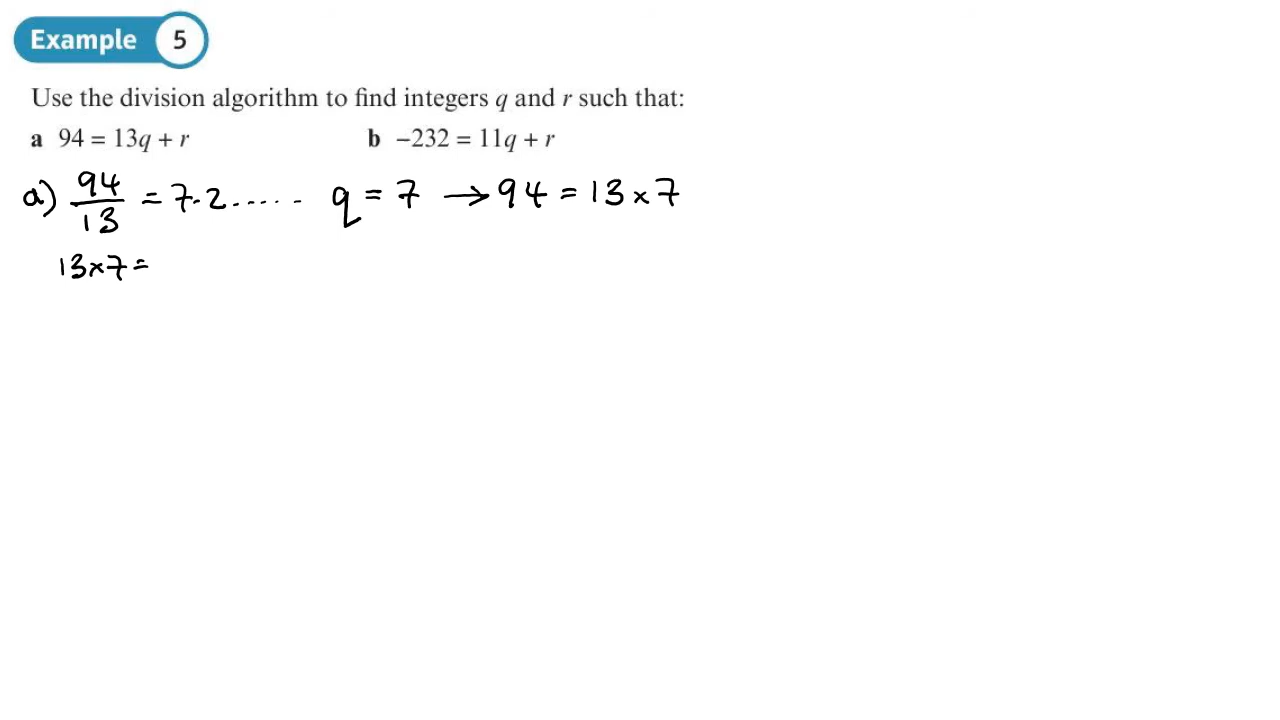 Example 5
Use the division algorithm to find integers q and r such that:
a 94 = 13q + r b −232 = 11q + r
a) 94/13 = 7.2..... q = 7 → 94 = 13 × 7
13×7 =